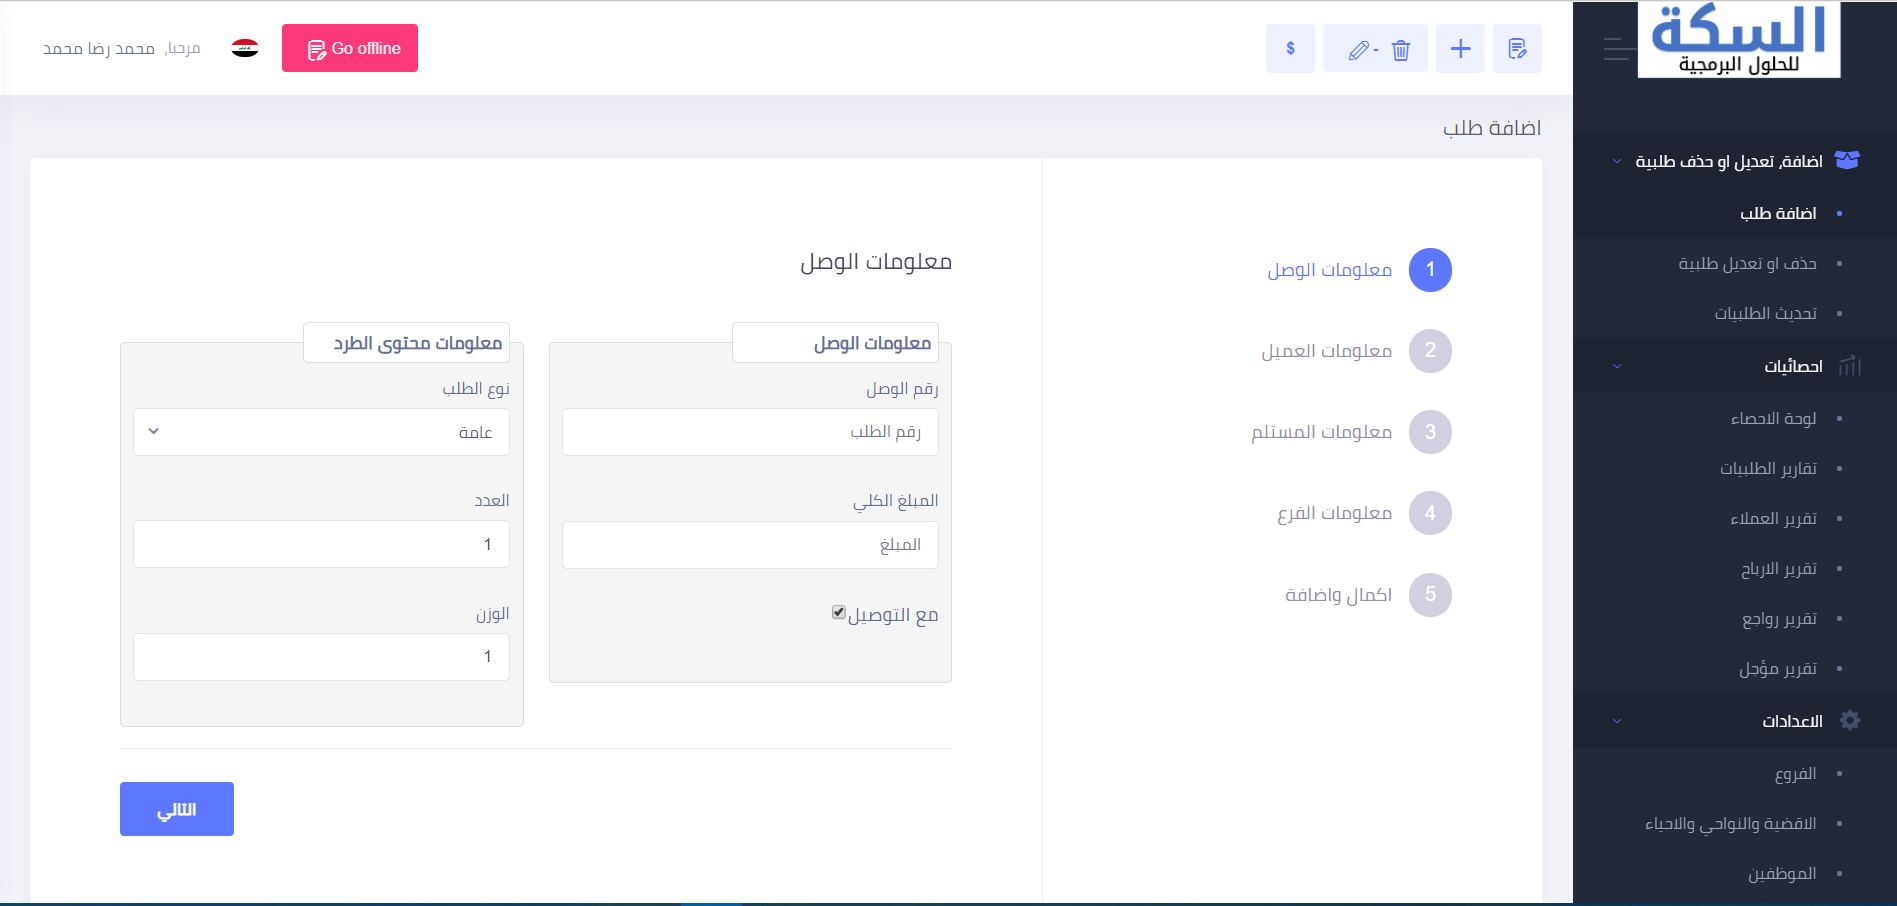 السكة
للحلول البرمجية
Go offline
مرحبا, محمد رضا محمد
$
-
اضافة، تعديل او حذف طلبية
اضافة طلب
حذف او تعديل طلبية
تحديث الطلبيات
احصائيات
لوحة الاحصاء
تقارير الطلبيات
تقرير العملاء
تقرير الارباح
تقرير رواجع
تقرير مؤجل
الاعدادات
الفروع
الاقضية والنواحي والاحياء
الموظفين
اضافة طلب
1 معلومات الوصل
2 معلومات العميل
3 معلومات المستلم
4 معلومات الفرع
5 اكمال واضافة
معلومات الوصل
معلومات الوصل
رقم الوصل
رقم الطلب
المبلغ الكلي
المبلغ
مع التوصيل
معلومات محتوى الطرد
نوع الطلب
عامة
العدد
1
الوزن
1
التالي